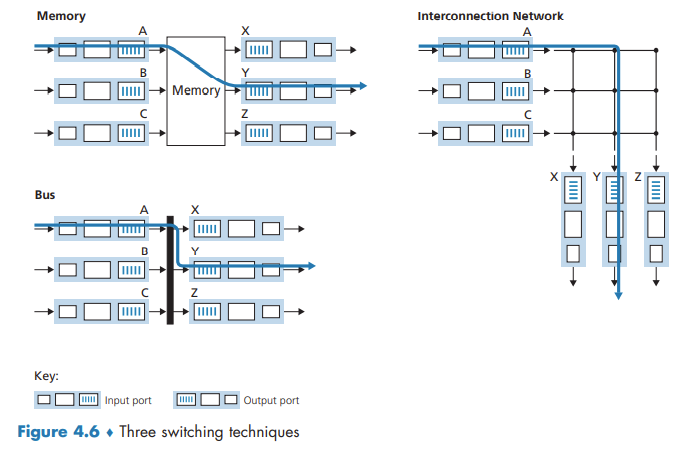 Memory
A
X
B
Memory
Y
C
Z
Interconnection Network
A
B
C
X
Y
Z
Bus
A
X
B
Y
C
Z
Key:
Input port
Output port
Figure 4.6 ♦ Three switching techniques